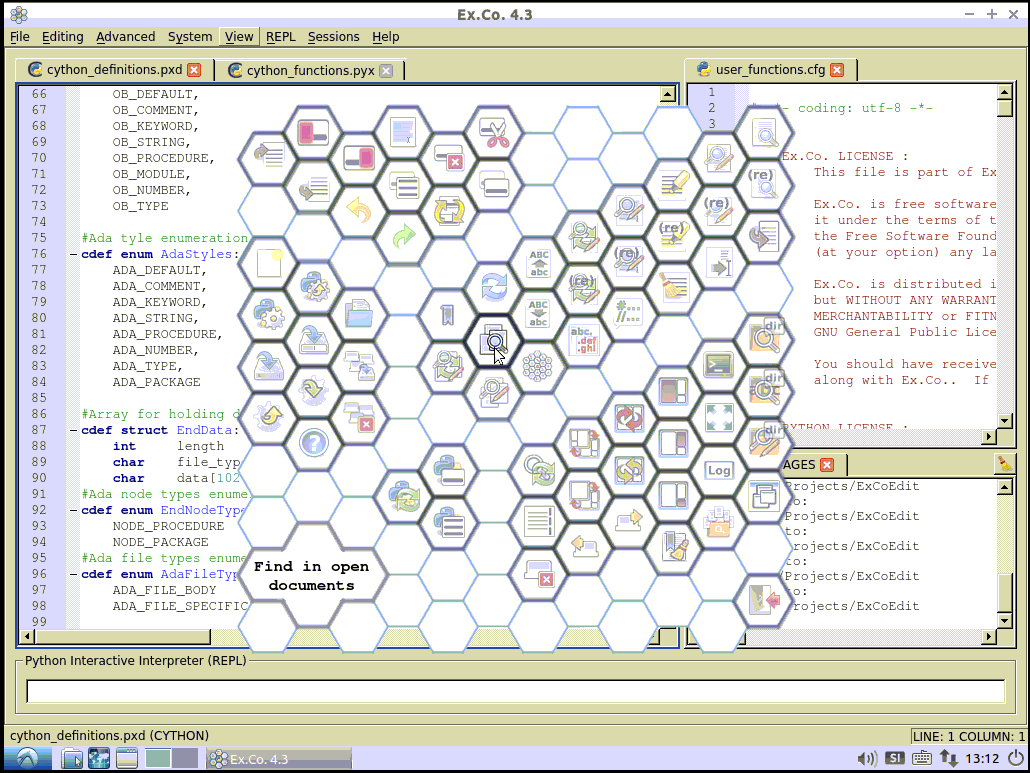 Ex.Co. 4.3
File Editing Advanced System View REPL Sessions Help
cython_definitions.pxd
cython_functions.pyx
66 OB_DEFAULT,
67 OB_COMMENT,
68 OB_KEYWORD,
69 OB_STRING,
70 OB_PROCEDURE,
71 OB_MODULE,
72 OB_NUMBER,
73 OB_TYPE
74
75 #Ada tyle enumeration
76 cdef enum AdaStyles:
77 ADA_DEFAULT,
78 ADA_COMMENT,
79 ADA_KEYWORD,
80 ADA_STRING,
81 ADA_PROCEDURE,
82 ADA_NUMBER,
83 ADA_TYPE,
84 ADA_PACKAGE
85
86 #Array for holding d
87 cdef struct EndData:
88 int length
89 char file_typ
90 char data[102
91 #Ada node types enume
92 cdef enum EndNodeType
93 NODE_PROCEDURE
94 NODE_PACKAGE
95 #Ada file types enume
96 cdef enum AdaFileTyp
97 ADA_FILE_BODY
98 ADA_FILE_SPECIFIC
99
(re)
(re)
(re)
(re)
(re)
ABC
abc
ABC
abc
#...
abc,
.def
.ghi
dir
dir
dir
Log
Find in open
documents
user_functions.cfg
1
2 -*- coding: utf-8 -*-
3
Ex.Co. LICENSE :
This file is part of Ex
Ex.Co. is free software
it under the terms of t
the Free Software Found
(at your option) any la
Ex.Co. is distributed i
but WITHOUT ANY WARRANT
MERCHANTABILITY or FITN
GNU General Public Lice
You should have receive
along with Ex.Co.. If
PYTHON LICENSE :
AGES
Projects/ExCoEdit
to:
Projects/ExCoEdit
to:
Projects/ExCoEdit
to:
Projects/ExCoEdit
to:
Projects/ExCoEdit
Python Interactive Interpreter (REPL)
cython_definitions.pxd (CYTHON)
LINE: 1 COLUMN: 1
Ex.Co. 4.3
SI
13:12